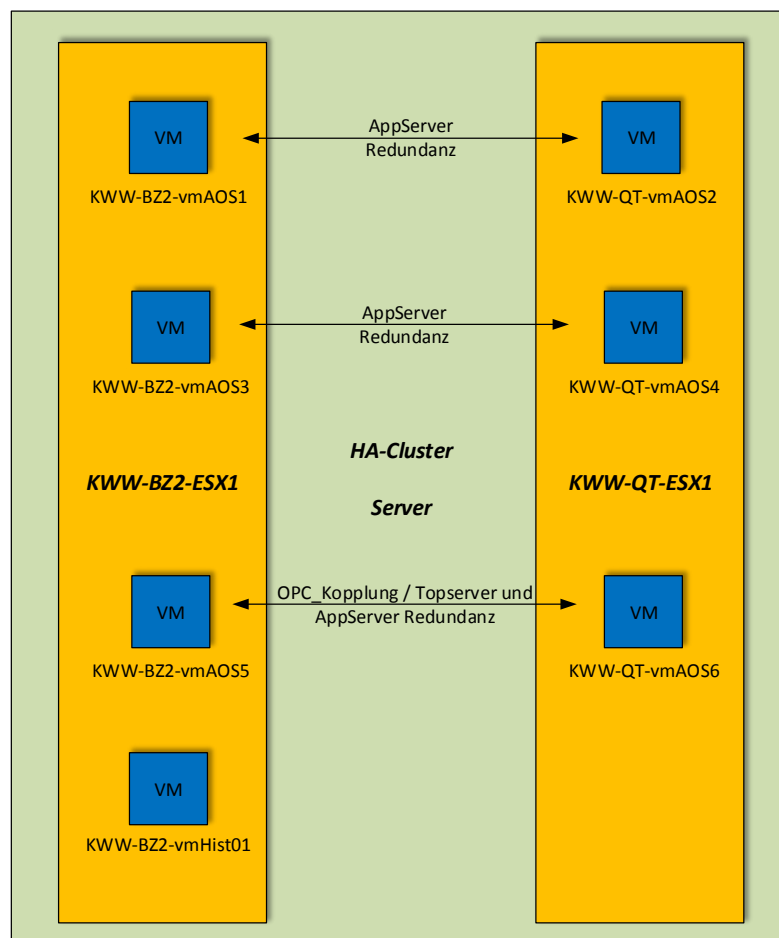 VM
AppServer
Redundanz
VM
KWW-BZ2-vmAOS1
KWW-QT-vmAOS2
VM
AppServer
Redundanz
VM
KWW-BZ2-vmAOS3
KWW-QT-vmAOS4
HA-Cluster
KWW-BZ2-ESX1
KWW-QT-ESX1
Server
VM
OPC_Kopplung / Topserver und
AppServer Redundanz
VM
KWW-BZ2-vmAOS5
KWW-QT-vmAOS6
VM
KWW-BZ2-vmHist01